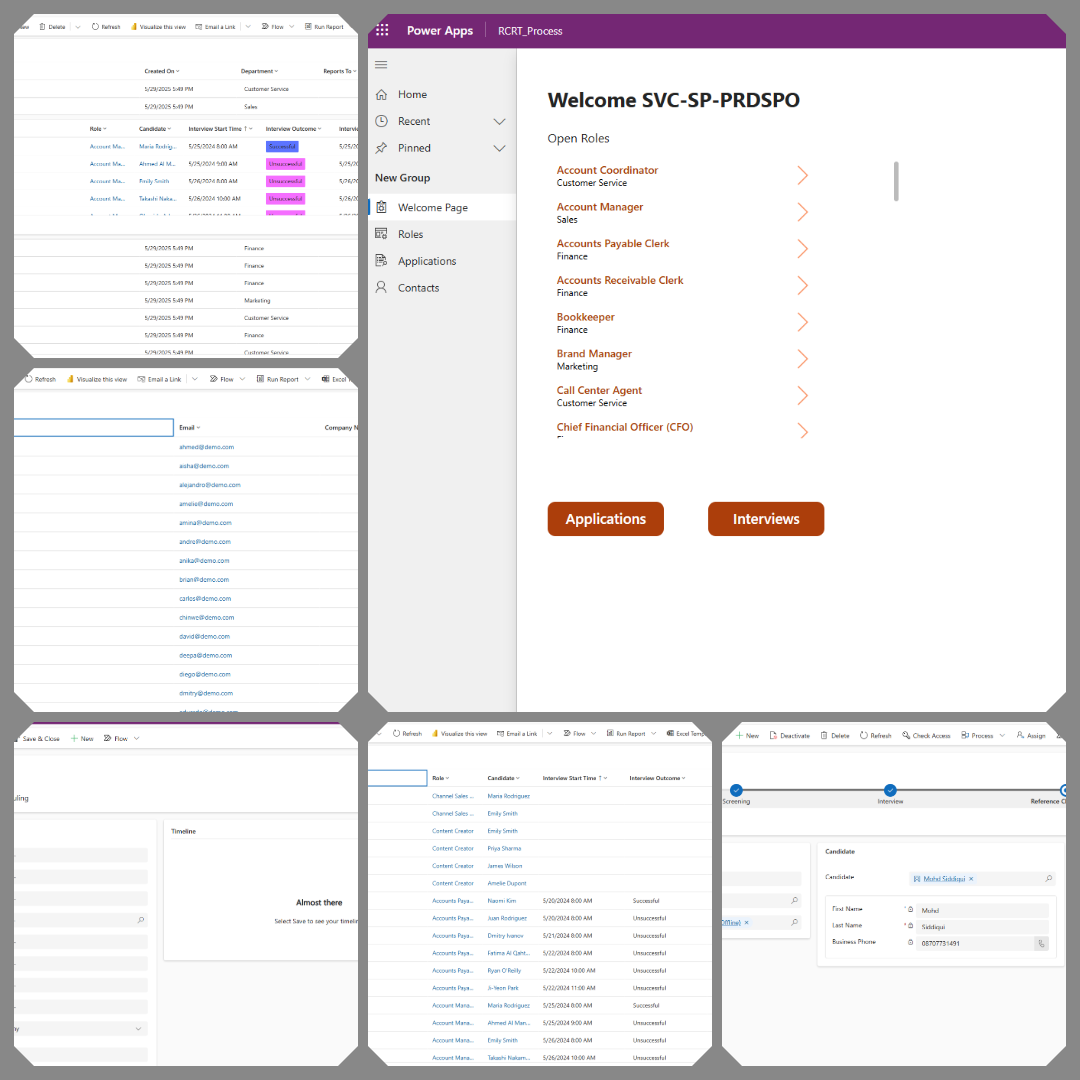 Delete Refresh Visualize this view Email a Link Flow Run Report
Created On Department Reports To
5/29/2025 5:49 PM Customer Service
5/29/2025 5:49 PM Sales
Role Candidate Interview Start Time ↑ Interview Outcome
Account Ma... Maria Rodrig... 5/25/2024 8:00 AM Successful 5/25/2
Account Ma... Ahmed Al M... 5/25/2024 9:00 AM Unsuccessful 5/25/2
Account Ma... Emily Smith 5/26/2024 8:00 AM Unsuccessful 5/26/2
Account Ma... Takashi Naka... 5/26/2024 10:00 AM Unsuccessful 5/26/2
5/29/2025 5:49 PM Finance
5/29/2025 5:49 PM Finance
5/29/2025 5:49 PM Finance
5/29/2025 5:49 PM Marketing
5/29/2025 5:49 PM Customer Service
5/29/2025 5:49 PM Finance
5/29/2025 5:49 PM Customer Service
Power Apps RCRT_Process
Home
Recent
Pinned
New Group
Welcome Page
Roles
Applications
Contacts
Welcome SVC-SP-PRDSPO
Open Roles
Account Coordinator
Customer Service
Account Manager
Sales
Accounts Payable Clerk
Finance
Accounts Receivable Clerk
Finance
Bookkeeper
Finance
Brand Manager
Marketing
Call Center Agent
Customer Service
Chief Financial Officer (CFO)
Applications Interviews
Refresh Visualize this view Email a Link Flow Run Report Excel
Email Company N
ahmed@demo.com
aisha@demo.com
alejandro@demo.com
amelie@demo.com
amina@demo.com
andre@demo.com
anika@demo.com
brian@demo.com
carlos@demo.com
chinwe@demo.com
david@demo.com
deepa@demo.com
diego@demo.com
dmitry@demo.com
Save & Close New Flow
uling
Timeline
Almost there
Select Save to see your timelin
Refresh Visualize this view Email a Link Flow Run Report Excel Temp
Role Candidate Interview Start Time ↑ Interview Outcome
Channel Sales ... Maria Rodriguez
Channel Sales ... Emily Smith
Content Creator Emily Smith
Content Creator Priya Sharma
Content Creator James Wilson
Content Creator Amelie Dupont
Accounts Paya... Naomi Kim 5/20/2024 8:00 AM Successful
Accounts Paya... Juan Rodriguez 5/20/2024 8:00 AM Unsuccessful
Accounts Paya... Dmitry Ivanov 5/21/2024 8:00 AM Unsuccessful
Accounts Paya... Fatima Al Qaht... 5/22/2024 8:00 AM Unsuccessful
Accounts Paya... Ryan O'Reilly 5/22/2024 10:00 AM Unsuccessful
Accounts Paya... Ji-Yeon Park 5/22/2024 11:00 AM Unsuccessful
Account Mana... Maria Rodriguez 5/25/2024 8:00 AM Successful
Account Mana... Ahmed Al Man... 5/25/2024 9:00 AM Unsuccessful
Account Mana... Emily Smith 5/26/2024 8:00 AM Unsuccessful
Account Mana... Takashi Nakam... 5/26/2024 10:00 AM Unsuccessful
New Deactivate Delete Refresh Check Access Process Assign
Screening Interview Reference C
Candidate
Candidate Mohd Siddiqui ×
First Name * Mohd
Last Name * Siddiqui
Business Phone 08707731491
Offline) ×